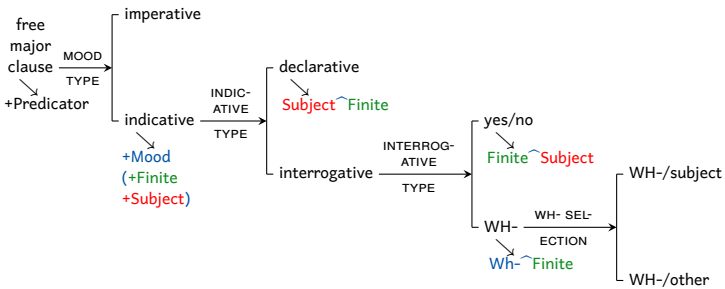 free
major
clause
+Predicator
MOOD
TYPE
imperative
indicative
+Mood
(+Finite
+Subject)
INDIC-
ATIVE
TYPE
declarative
Subject^Finite
interrogative
INTERROG-
ATIVE
TYPE
yes/no
Finite^Subject
WH-
Wh-^Finite
WH- SEL-
ECTION
WH-/subject
WH-/other